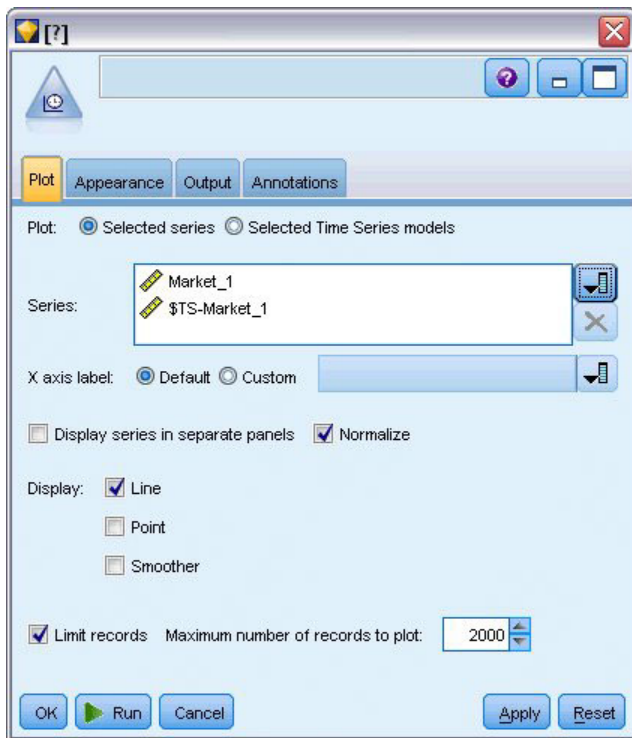 [?]
Plot Appearance Output Annotations
Plot: Selected series Selected Time Series models
Series:
Market_1
$TS-Market_1
X axis label: Default Custom
Display series in separate panels Normalize
Display: Line
Point
Smoother
Limit records Maximum number of records to plot: 2000
OK Run Cancel Apply Reset